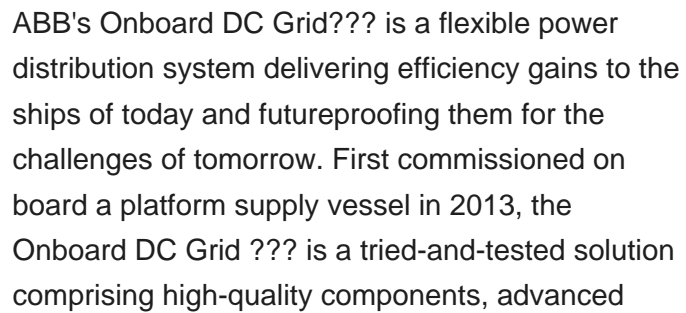 ABB's Onboard DC Grid??? is a flexible power
distribution system delivering efficiency gains to the
ships of today and futureproofing them for the
challenges of tomorrow. First commissioned on
board a platform supply vessel in 2013, the
Onboard DC Grid ??? is a tried-and-tested solution
comprising high-quality components, advanced